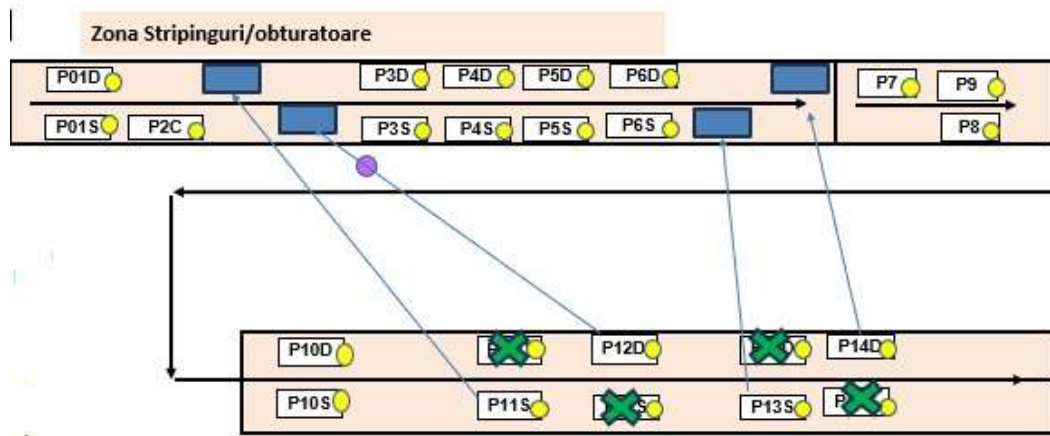 Zona Stripinguri/obturatoare
P01D P3D P4D P5D P6D P7 P9
P01S P2C P3S P4S P5S P6S P8
P10D P12D P14D
P10S P11S P13S